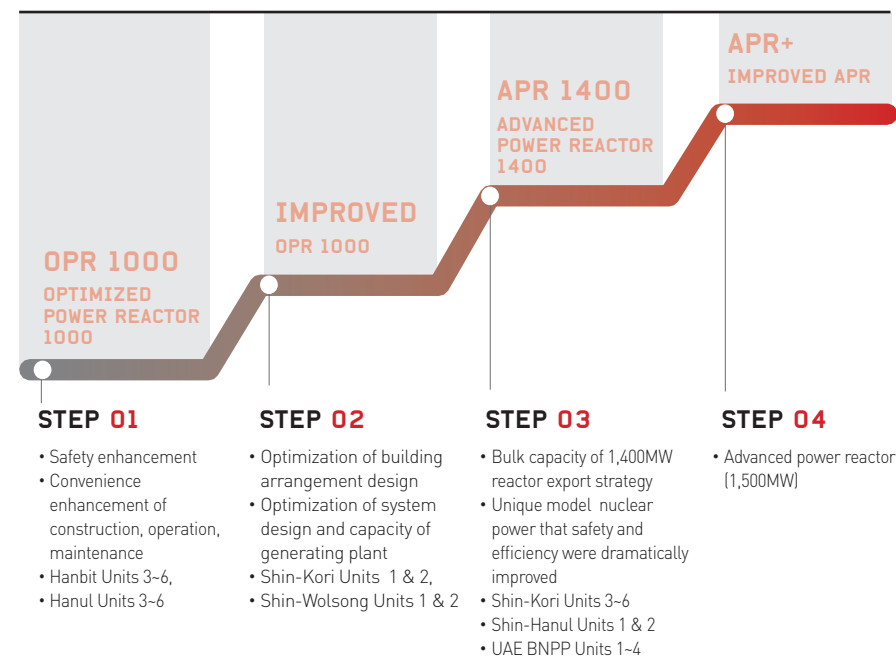 OPR 1000
OPTIMIZED
POWER REACTOR
1000
IMPROVED
OPR 1000
APR 1400
ADVANCED
POWER REACTOR
1400
APR+
IMPROVED APR
STEP 01
• Safety enhancement
• Convenience
enhancement of
construction, operation,
maintenance
• Hanbit Units 3~6,
• Hanul Units 3~6
STEP 02
• Optimization of building
arrangement design
• Optimization of system
design and capacity of
generating plant
• Shin-Kori Units 1 & 2,
• Shin-Wolsong Units 1 & 2
STEP 03
• Bulk capacity of 1,400MW
reactor export strategy
• Unique model nuclear
power that safety and
efficiency were dramatically
improved
• Shin-Kori Units 3~6
• Shin-Hanul Units 1 & 2
• UAE BNPP Units 1~4
STEP 04
• Advanced power reactor
(1,500MW)